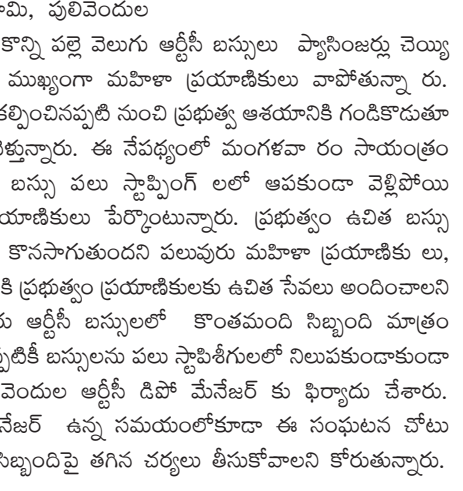 పులివెందుల
కొన్ని పల్లె వెలుగు ఆర్టీసీ బస్సులు ప్యాసింజర్లు చెయ్యి
ముఖ్యంగా మహిళా ప్రయాణికులు వాపోతున్నా రు.
కల్పించినప్పటి నుంచి ప్రభుత్వ ఆశయానికి గండికొడుతూ
ఈ నేపథ్యంలో మంగళవా రం సాయంత్రం
బస్సు పలు స్టాప్పింగ్ లలో ఆపకుండా వెళ్లిపోయి
పేర్కొంటున్నారు. ప్రభుత్వం ఉచిత బస్సు
కొనసాగుతుందని పలువురు మహిళా ప్రయాణికు లు,
కి ప్రభుత్వం ప్రయాణికులకు ఉచిత సేవలు అందించాలని
ఆర్టీసీ బస్సులలో కొంతమంది సిబ్బంది మాత్రం
బస్సులను పలు స్టాపిశీగులలో నిలుపకుండాకుండా
వెందుల ఆర్టీసీ డిపో మేనేజర్ కు ఫిర్యాదు చేశారు.
నేజర్ ఉన్న సమయంలోకూడా ఈ సంఘటన చోటు
సిబ్బందిపై తగిన చర్యలు తీసుకోవాలని కోరుతున్నారు.